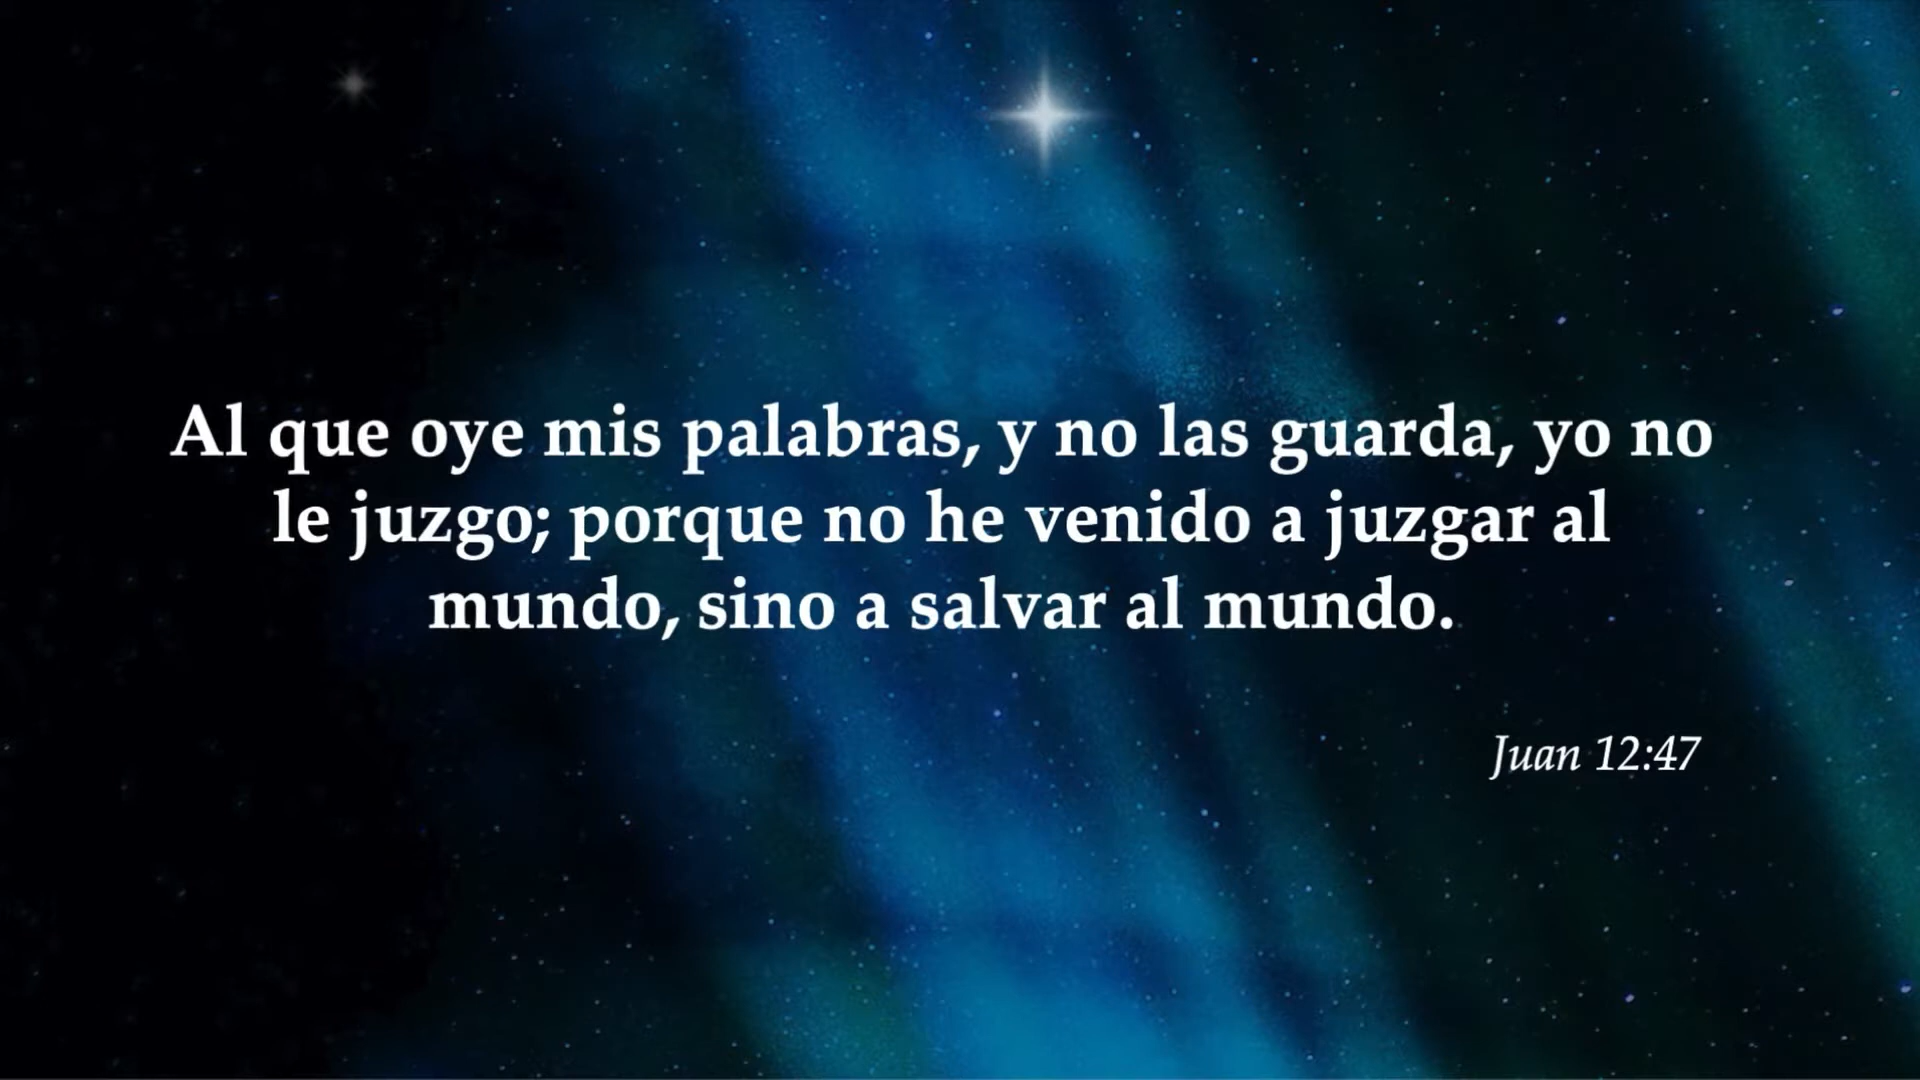 Al que oye mis palabras, y no las guarda, yo no
le juzgo; porque no he venido a juzgar al
mundo, sino a salvar al mundo.
Juan 12:47